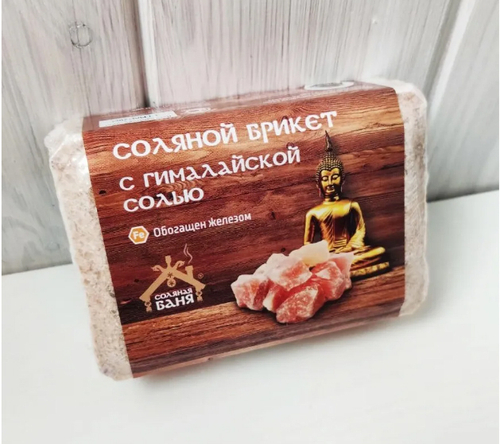 СОЛЯНОЙ БРИКЕТ
С ГИМАЛАЙСКОЙ
СОЛЬЮ
Fe Обогащен железом
СОЛЯНАЯ
БАНЯ